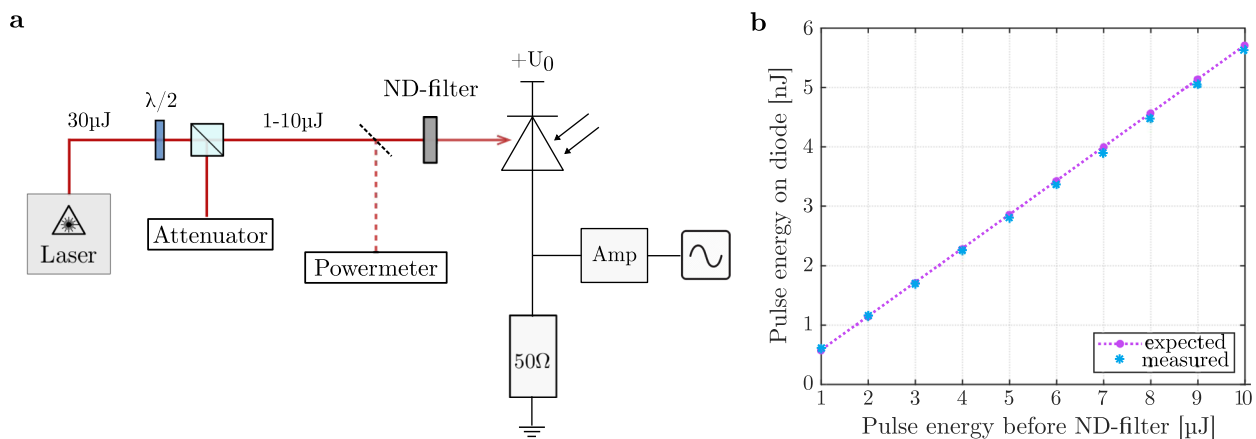 a
+U0
ND-filter
λ/2
30µJ
1-10µJ
Laser
Attenuator
Powermeter
Amp
50Ω
b
Pulse energy on diode [nJ]
6
5
4
3
2
1
0
expected
measured
1 2 3 4 5 6 7 8 9 10
Pulse energy before ND-filter [µJ]